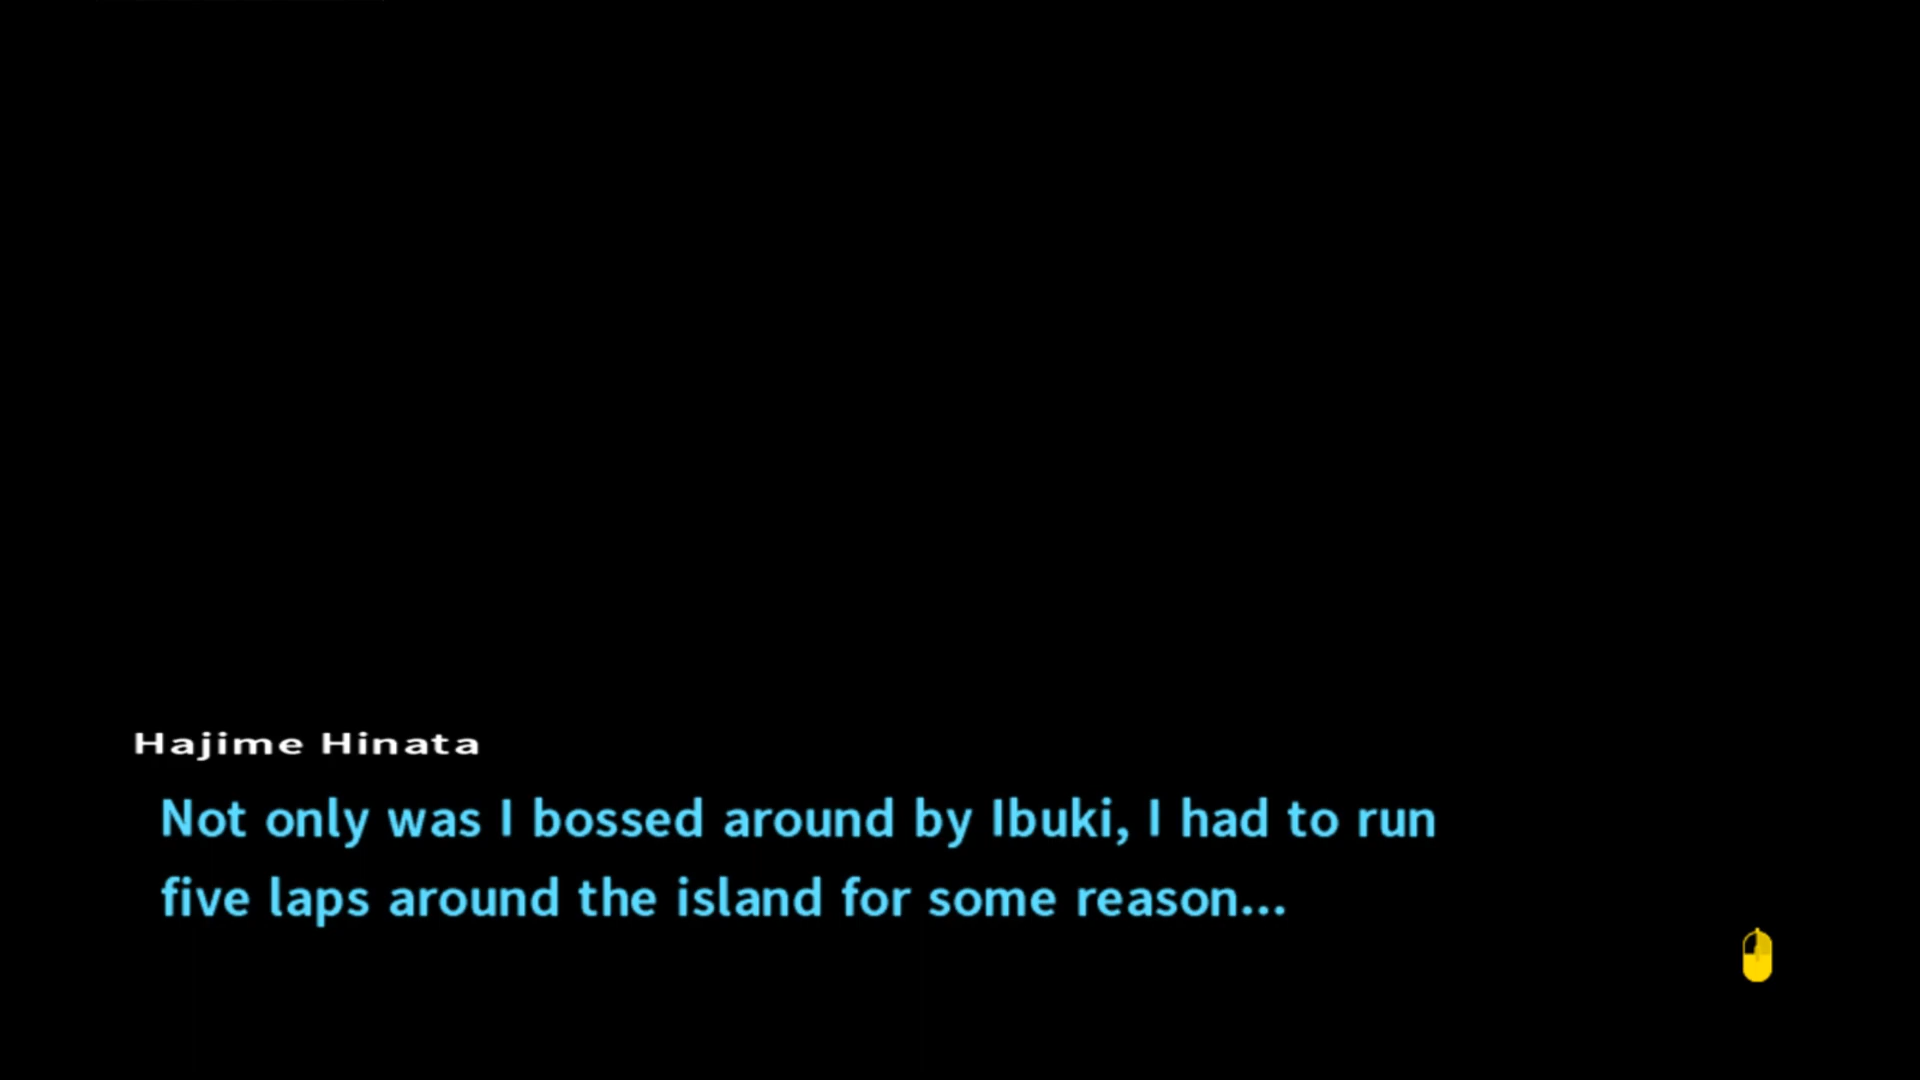 Hajime Hinata
Not only was I bossed around by Ibuki, I had to run
five laps around the island for some reason...